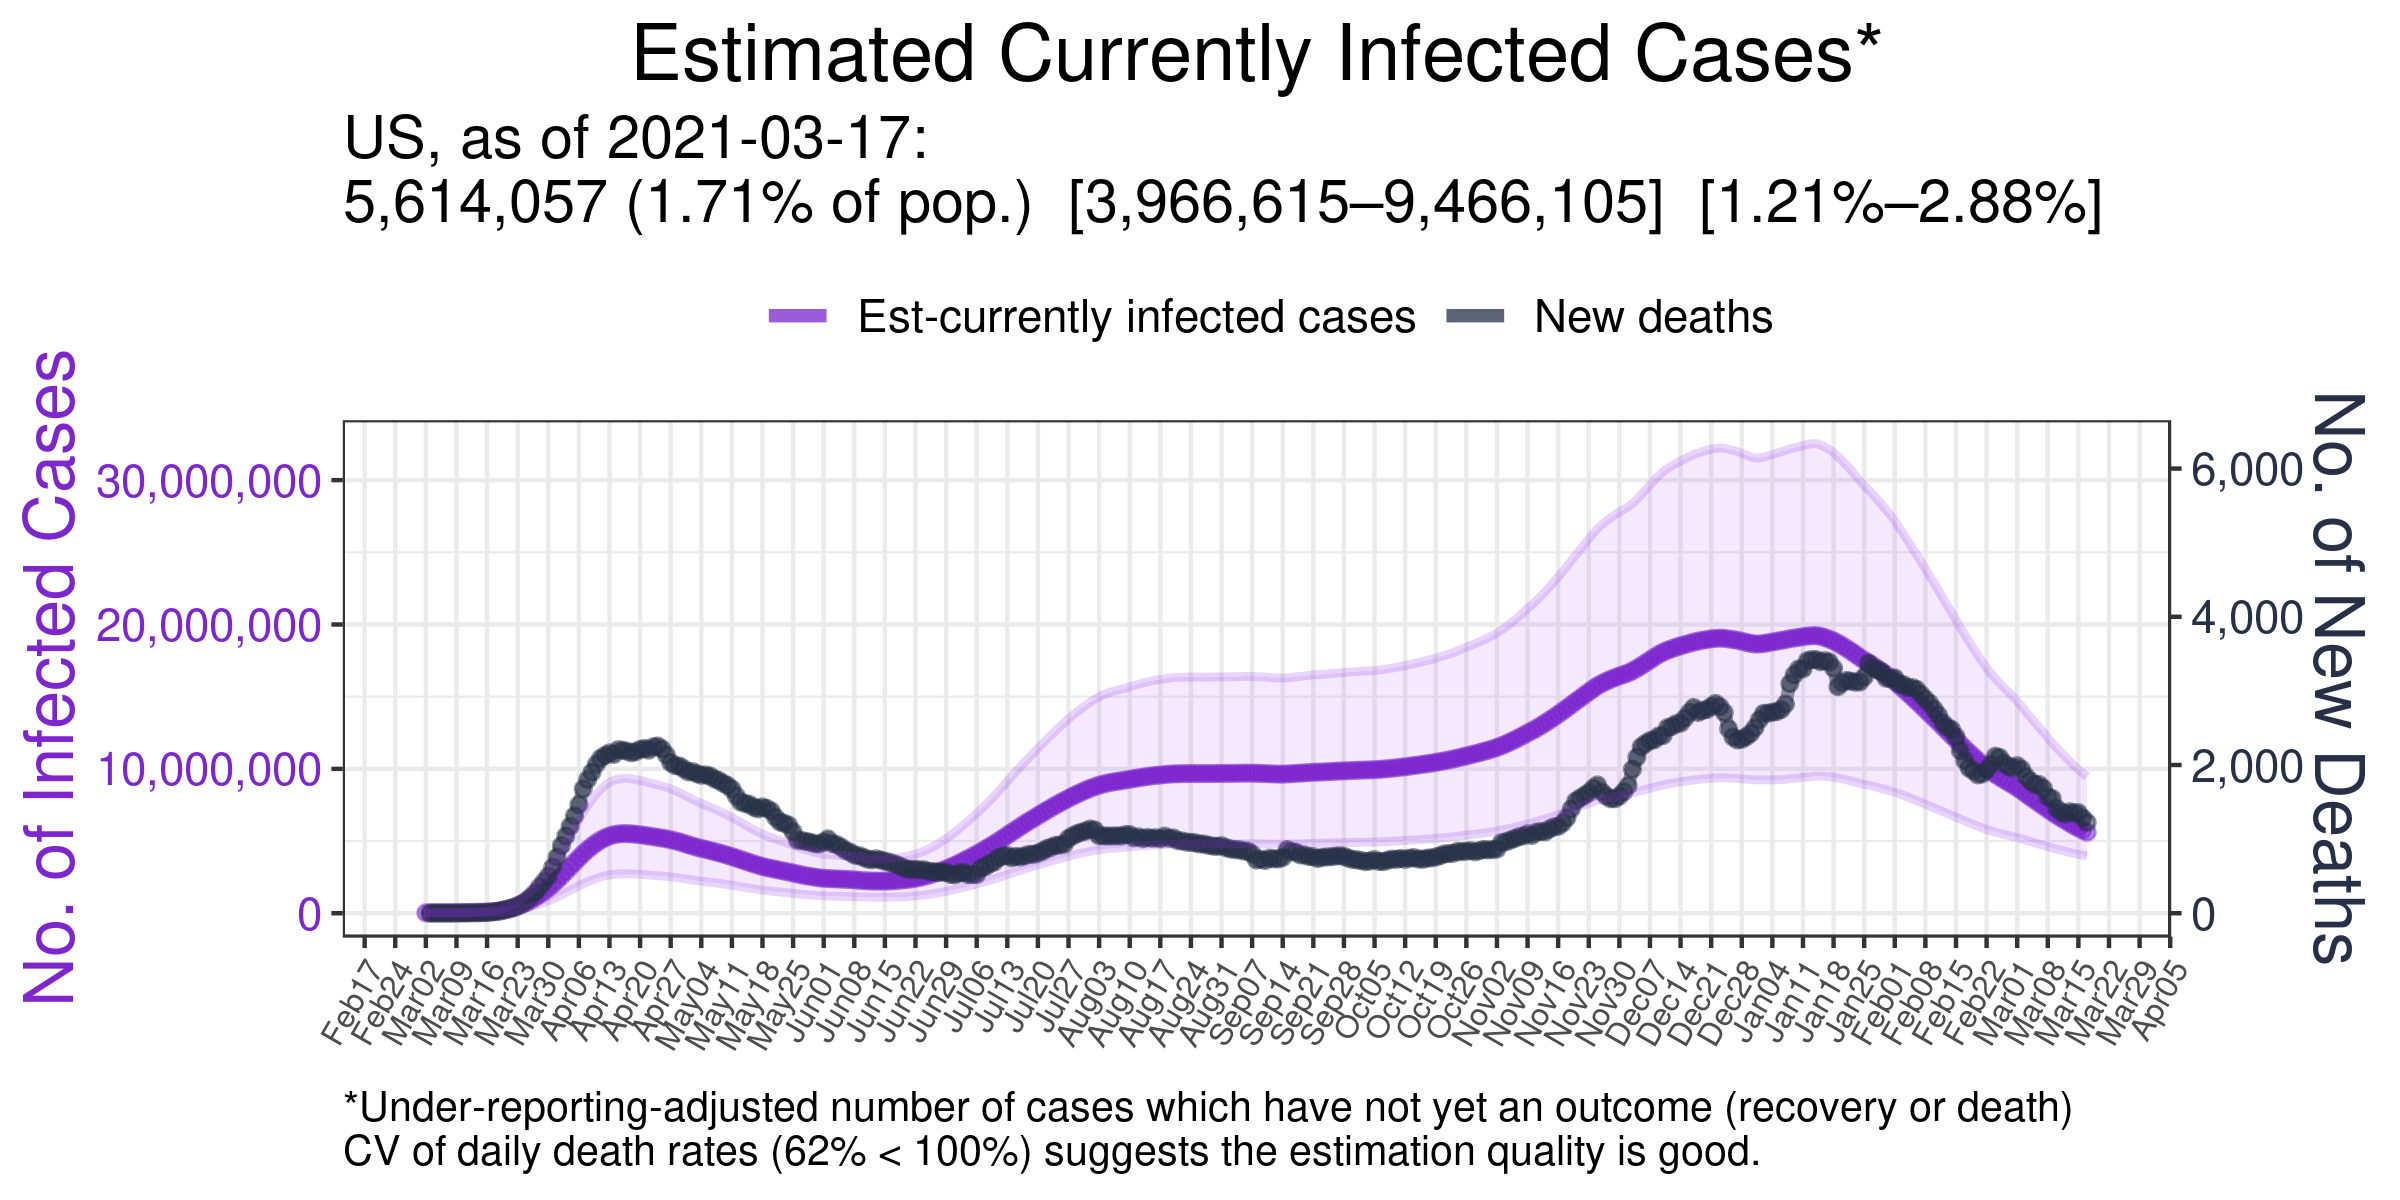 Estimated Currently Infected Cases*
US, as of 2021-03-17:
5,614,057 (1.71% of pop.) [3,966,615–9,466,105] [1.21%–2.88%]
Est-currently infected cases New deaths
No. of Infected Cases
30,000,000
20,000,000
10,000,000
0
6,000
4,000
2,000
0
No. of New Deaths
Feb17 Feb24 Mar02 Mar09 Mar16 Mar23 Mar30 Apr06 Apr13 Apr20 Apr27 May04 May11 May18 May25 Jun01 Jun08 Jun15 Jun22 Jun29 Jul06 Jul13 Jul20 Jul27 Aug03 Aug10 Aug17 Aug24 Aug31 Sep07 Sep14 Sep21 Sep28 Oct05 Oct12 Oct19 Oct26 Nov02 Nov09 Nov16 Nov23 Nov30 Dec07 Dec14 Dec21 Dec28 Jan04 Jan11 Jan18 Jan25 Feb01 Feb08 Feb15 Feb22 Mar01 Mar08 Mar15 Mar22 Mar29 Apr05
*Under-reporting-adjusted number of cases which have not yet an outcome (recovery or death)
CV of daily death rates (62% < 100%) suggests the estimation quality is good.